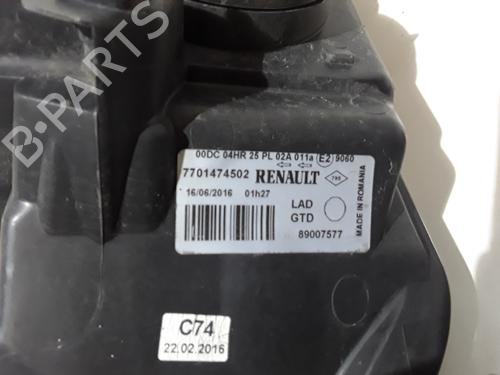 B-PARTS
00DC 04HR 25 PL 02A 011a E2 9060
7701474502 RENAULT 795
16/06/2016 01h27
LAD
GTD
89007577
MADE IN ROMANIA
C74
22.02.2016